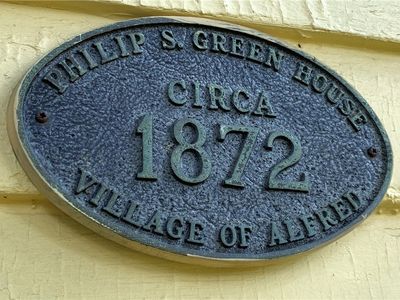 PHILIP S. GREEN HOUSE
CIRCA
1872
VILLAGE OF ALFRED